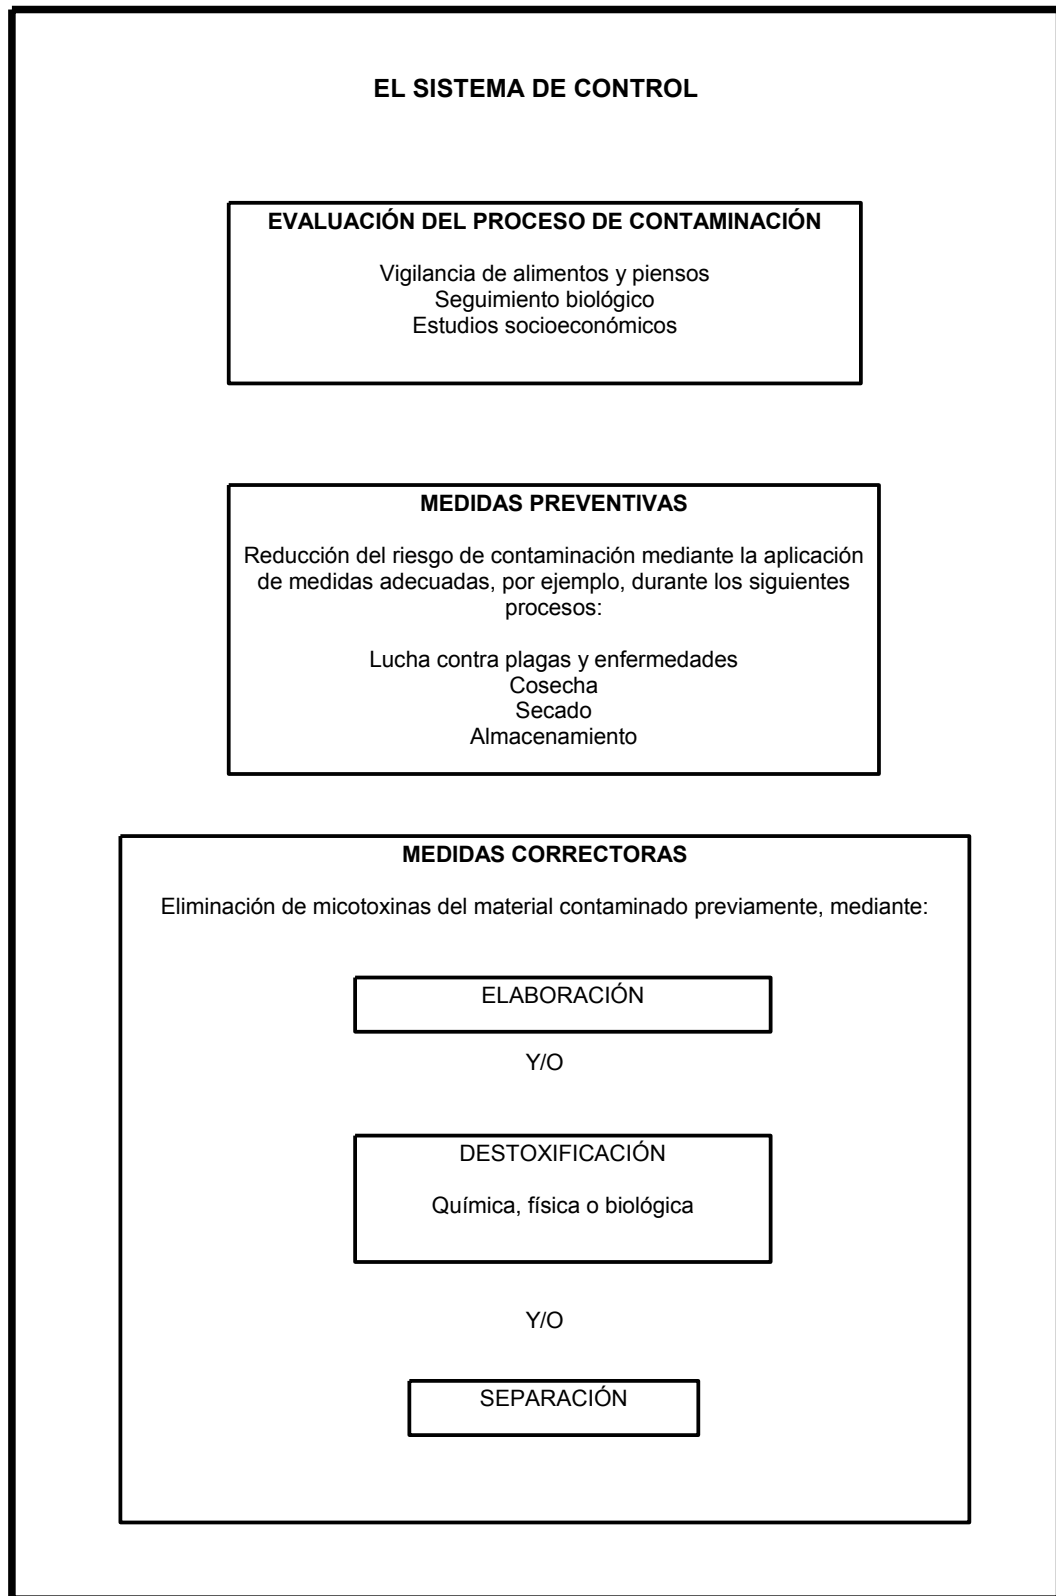 EL SISTEMA DE CONTROL
EVALUACIÓN DEL PROCESO DE CONTAMINACIÓN
Vigilancia de alimentos y piensos
Seguimiento biológico
Estudios socioeconómicos
MEDIDAS PREVENTIVAS
Reducción del riesgo de contaminación mediante la aplicación
de medidas adecuadas, por ejemplo, durante los siguientes
procesos:
Lucha contra plagas y enfermedades
Cosecha
Secado
Almacenamiento
MEDIDAS CORRECTORAS
Eliminación de micotoxinas del material contaminado previamente, mediante:
ELABORACIÓN
Y/O
DESTOXIFICACIÓN
Química, física o biológica
Y/O
SEPARACIÓN